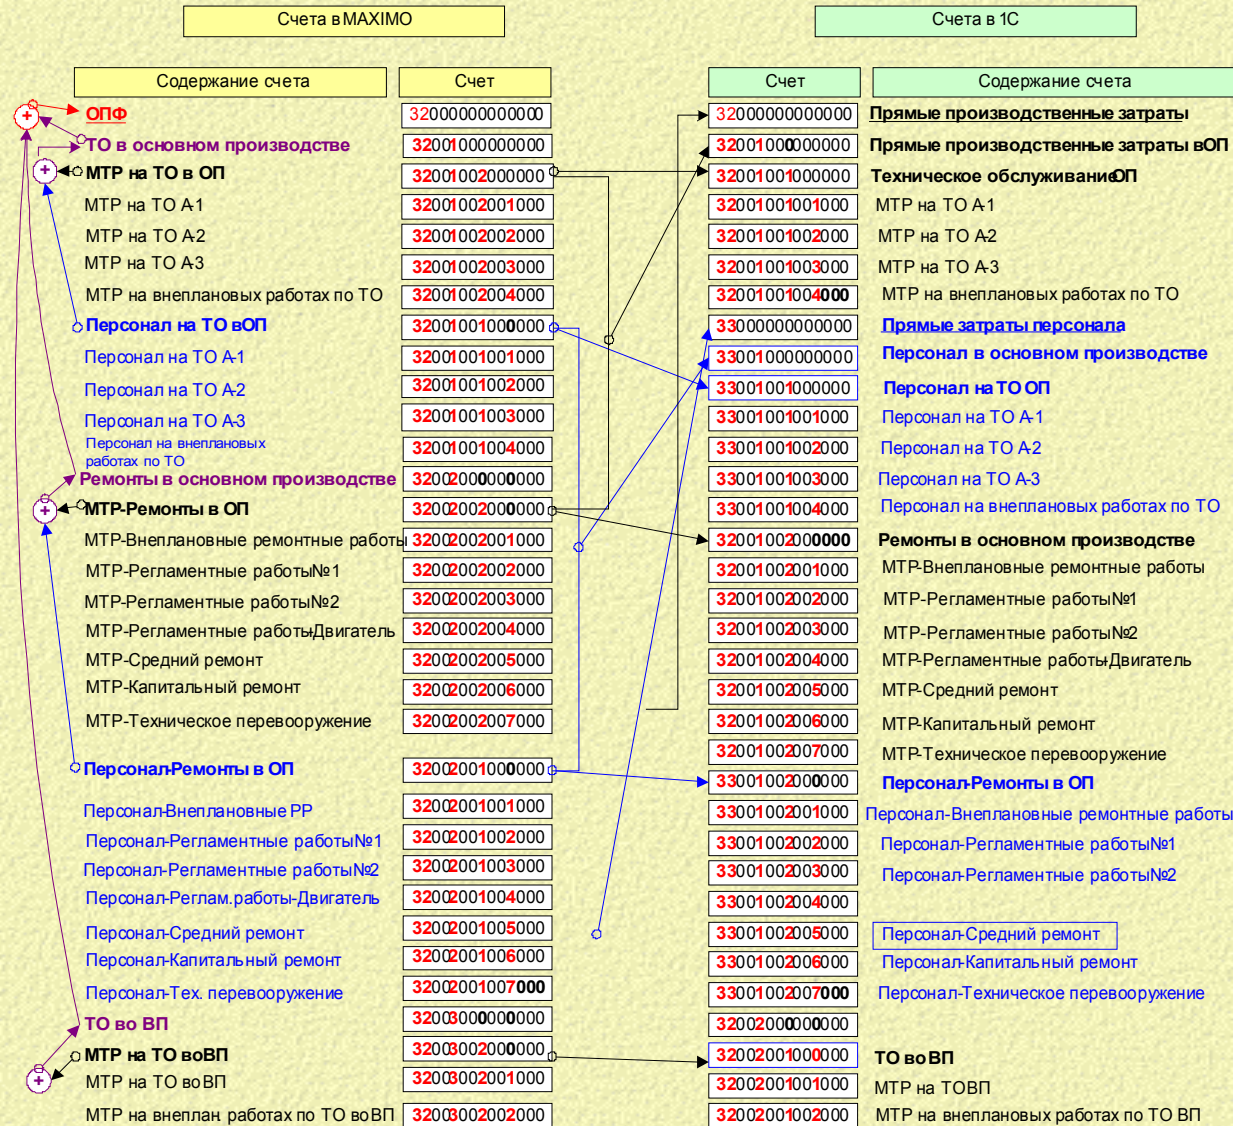 Счета в MAXIMO
Счета в 1С
Содержание счета
Счет
Счет
Содержание счета
ОПФ
32000000000000
32000000000000
Прямые производственные затраты
ТО в основном производстве
32001000000000
32001000000000
Прямые производственные затраты в ОП
МТР на ТО в ОП
32001002000000
32001001000000
Техническое обслуживание ОП
МТР на ТО А-1
32001002001000
32001001001000
МТР на ТО А-1
МТР на ТО А-2
32001002002000
32001001002000
МТР на ТО А-2
МТР на ТО А-3
32001002003000
32001001003000
МТР на ТО А-3
МТР на внеплановых работах по ТО
32001002004000
32001001004000
МТР на внеплановых работах по ТО
Персонал на ТО в ОП
32001001000000
33000000000000
Прямые затраты персонала
Персонал на ТО А-1
32001001001000
33001000000000
Персонал в основном производстве
Персонал на ТО А-2
32001001002000
33001001000000
Персонал на ТО ОП
Персонал на ТО А-3
32001001003000
33001001001000
Персонал на ТО А-1
Персонал на внеплановых
работах по ТО
32001001004000
33001001002000
Персонал на ТО А-2
Ремонты в основном производстве
32002000000000
33001001003000
Персонал на ТО А-3
МТР-Ремонты в ОП
32002002000000
33001001004000
Персонал на внеплановых работах по ТО
МТР-Внеплановные ремонтные работы
32002002001000
32001002000000
Ремонты в основном производстве
МТР-Регламентные работы№1
32002002002000
32001002001000
МТР-Внеплановные ремонтные работы
МТР-Регламентные работы№2
32002002003000
32001002002000
МТР-Регламентные работы№1
МТР-Регламентные работы-Двигатель
32002002004000
32001002003000
МТР-Регламентные работы№2
МТР-Средний ремонт
32002002005000
32001002004000
МТР-Регламентные работы-Двигатель
МТР-Капитальный ремонт
32002002006000
32001002005000
МТР-Средний ремонт
МТР-Техническое перевооружение
32002002007000
32001002006000
МТР-Капитальный ремонт
32001002007000
МТР-Техническое перевооружение
Персонал-Ремонты в ОП
32002001000000
33001002000000
Персонал-Ремонты в ОП
Персонал-Внеплановные РР
32002001001000
33001002001000
Персонал-Внеплановные ремонтные работы
Персонал-Регламентные работы№1
32002001002000
33001002002000
Персонал-Регламентные работы№1
Персонал-Регламентные работы№2
32002001003000
33001002003000
Персонал-Регламентные работы№2
Персонал-Реглам.работы-Двигатель
32002001004000
33001002004000
Персонал-Средний ремонт
32002001005000
33001002005000
Персонал-Средний ремонт
Персонал-Капитальный ремонт
32002001006000
33001002006000
Персонал-Капитальный ремонт
Персонал-Тех. перевооружение
32002001007000
33001002007000
Персонал-Техническое перевооружение
ТО во ВП
32003000000000
32002000000000
МТР на ТО во ВП
32003002000000
32002001000000
ТО во ВП
МТР на ТО во ВП
32003002001000
32002001001000
МТР на ТОВП
МТР на внеплан. работах по ТО во ВП
32003002002000
32002001002000
МТР на внеплановых работах по ТО ВП